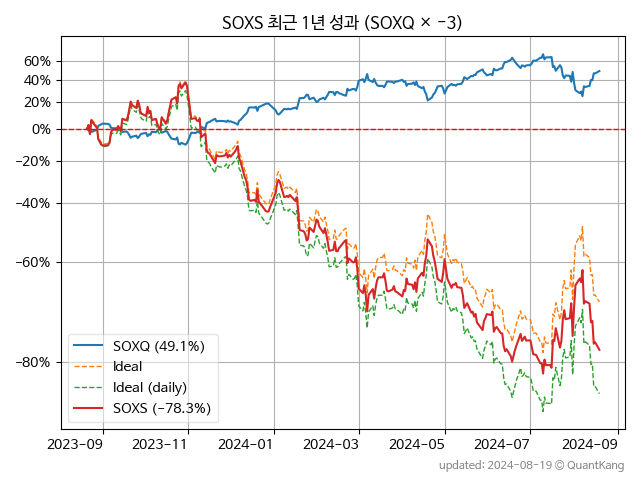 SOXS 최근 1년 성과 (SOXQ × −3)
60%
40%
20%
0%
−20%
−40%
−60%
−80%
SOXQ (49.1%)
Ideal
Ideal (daily)
SOXS (−78.3%)
2023−09
2023−11
2024−01
2024−03
2024−05
2024−07
2024−09
updated: 2024−08−19 © QuantKang